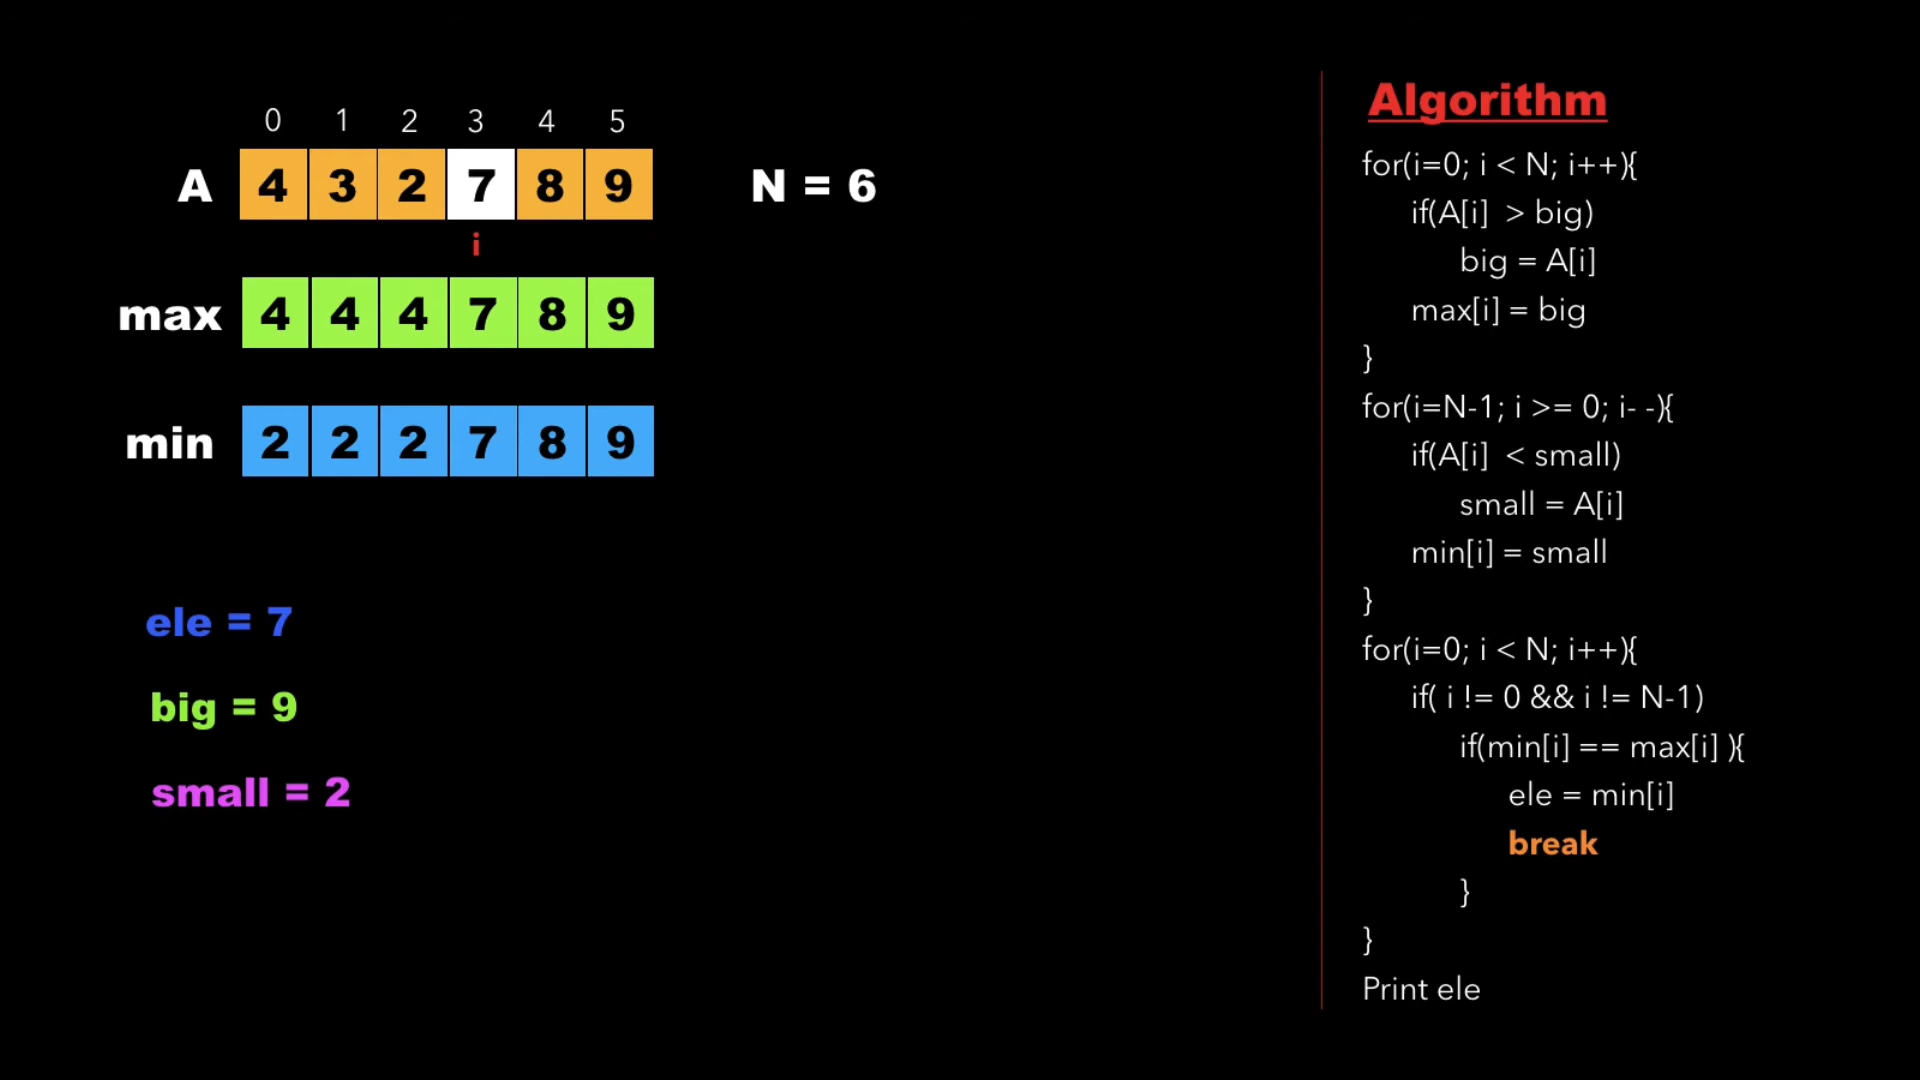 0 1 2 3 4 5
A 4 3 2 7 8 9 N = 6
i
max 4 4 4 7 8 9
min 2 2 2 7 8 9
ele = 7
big = 9
small = 2
Algorithm
for(i=0; i < N; i++){
if(A[i] > big)
big = A[i]
max[i] = big
}
for(i=N-1; i >= 0; i- -){
if(A[i] < small)
small = A[i]
min[i] = small
}
for(i=0; i < N; i++){
if( i != 0 && i != N-1)
if(min[i] == max[i] ){
ele = min[i]
break
}
}
Print ele